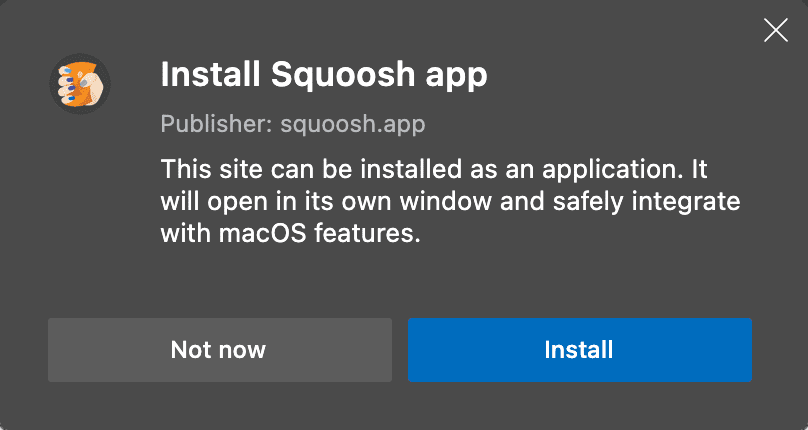 Install Squoosh app
Publisher: squoosh.app
This site can be installed as an application. It
will open in its own window and safely integrate
with macOS features.
Not now
Install